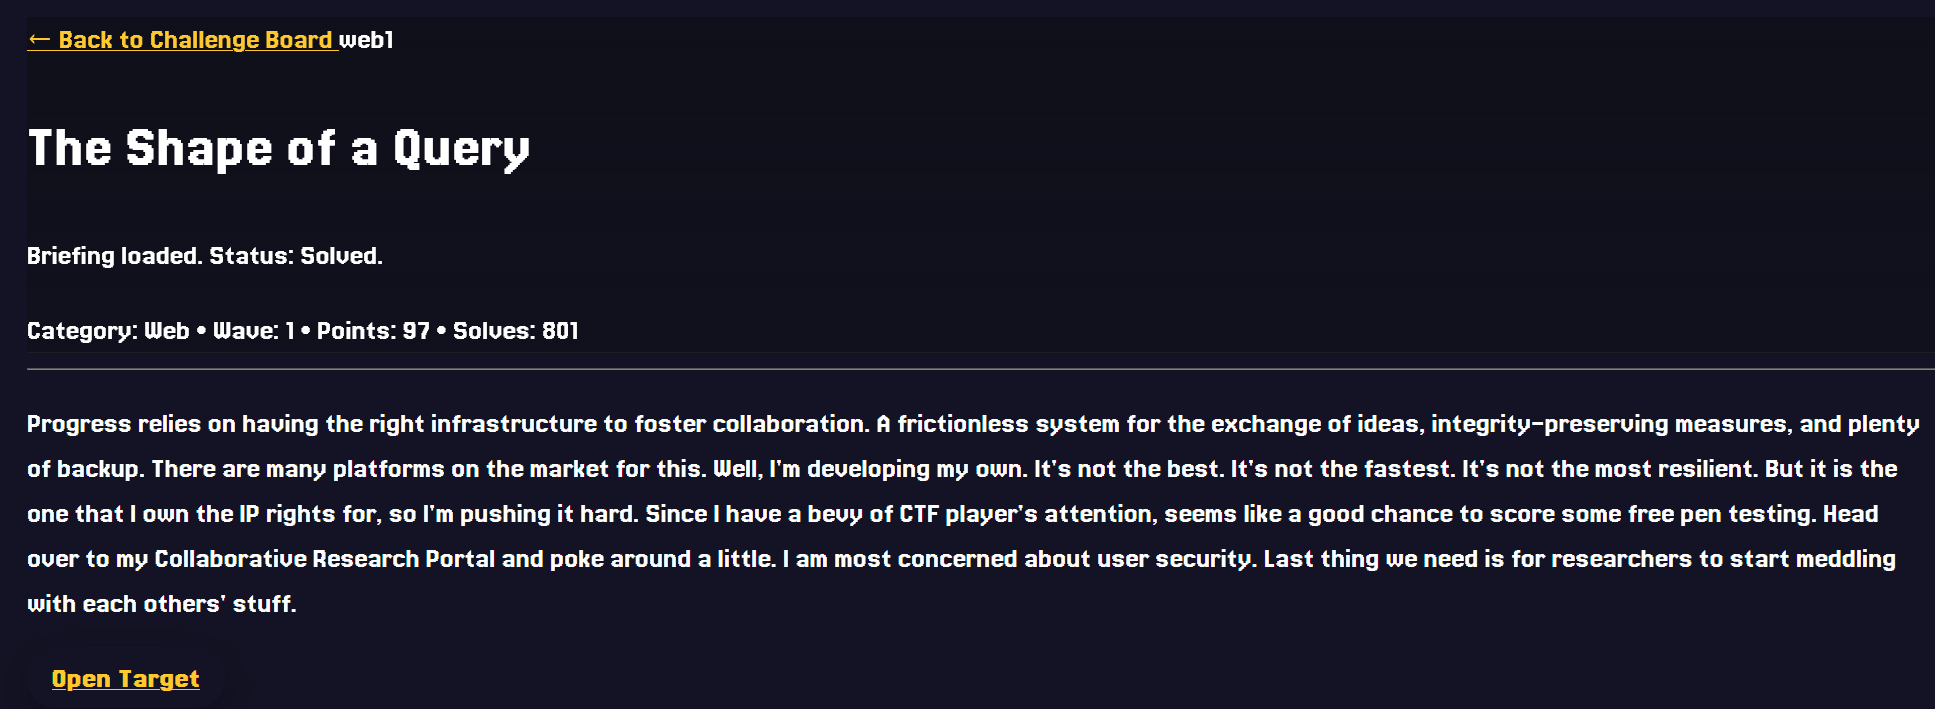 ← Back to Challenge Board web1
The Shape of a Query
Briefing loaded. Status: Solved.
Category: Web • Wave: 1 • Points: 97 • Solves: 801
Progress relies on having the right infrastructure to foster collaboration. A frictionless system for the exchange of ideas, integrity-preserving measures, and plenty
of backup. There are many platforms on the market for this. Well, I'm developing my own. It's not the best. It's not the fastest. It's not the most resilient. But it is the
one that I own the IP rights for, so I'm pushing it hard. Since I have a bevy of CTF player's attention, seems like a good chance to score some free pen testing. Head
over to my Collaborative Research Portal and poke around a little. I am most concerned about user security. Last thing we need is for researchers to start meddling
with each others' stuff.
Open Target